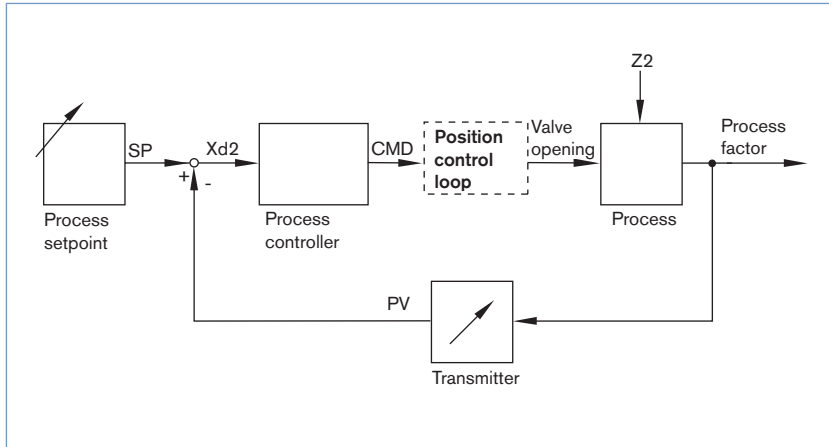 Z2
SP
+
-
Xd2
CMD
Position
control
loop
Valve
opening
Process
factor
Process
setpoint
Process
controller
Process
PV
Transmitter